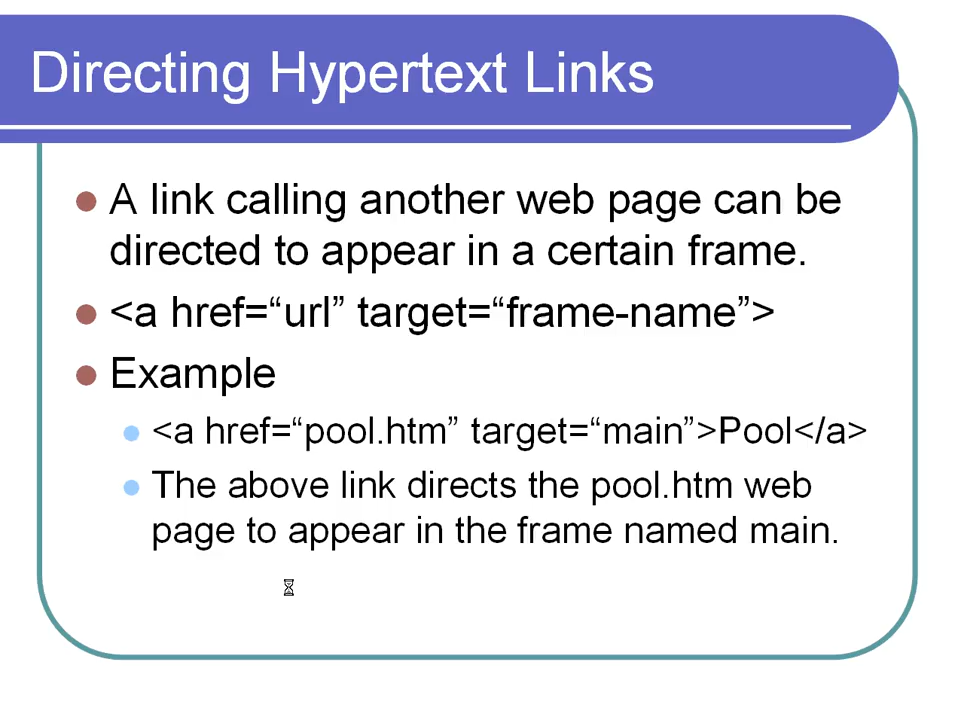 Directing Hypertext Links
A link calling another web page can be
directed to appear in a certain frame.
<a href=“url” target=“frame-name”>
Example
<a href=“pool.htm” target=“main”>Pool</a>
The above link directs the pool.htm web
page to appear in the frame named main.